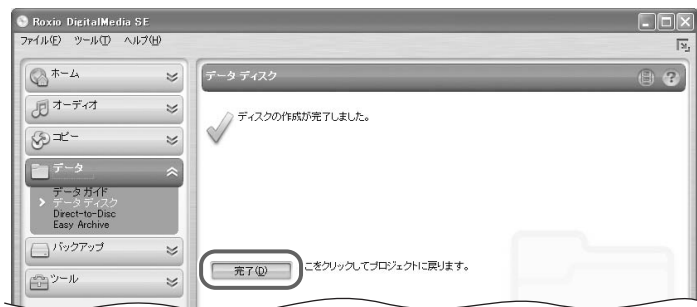 Roxio DigitalMedia SE
ファイル(F) ツール(T) ヘルプ(H)
ホーム
オーディオ
コピー
データ
データ ガイド
データ ディスク
Direct-to-Disc
Easy Archive
バックアップ
ツール
データ ディスク
ディスクの作成が完了しました。
完了(D) こをクリックしてプロジェクトに戻ります。